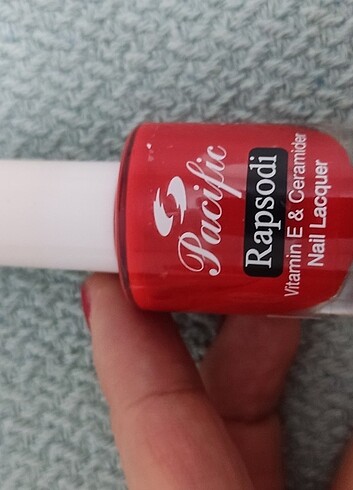 Pacific
Rapsodi
Vitamin E & Ceramider
Nail Lacquer